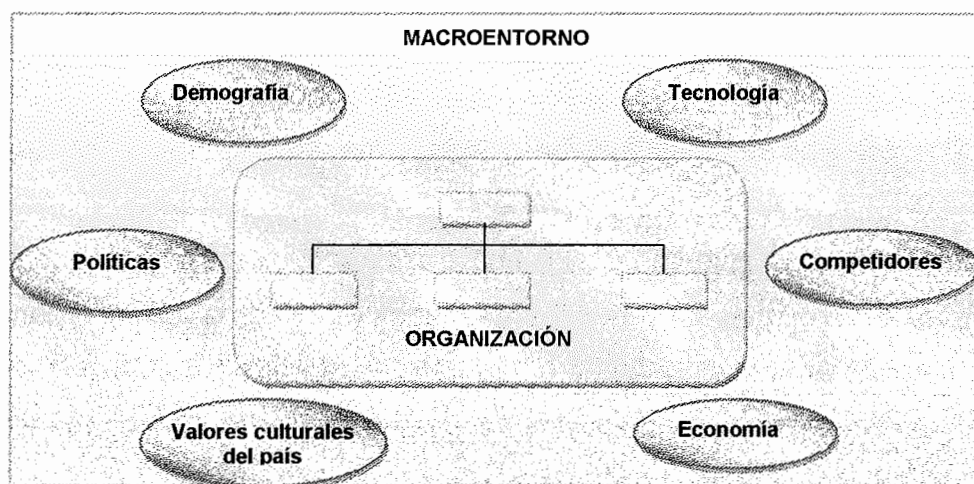 MACROENTORNO
Demografía
Tecnología
Políticas
Competidores
ORGANIZACIÓN
Valores culturales
del país
Economía